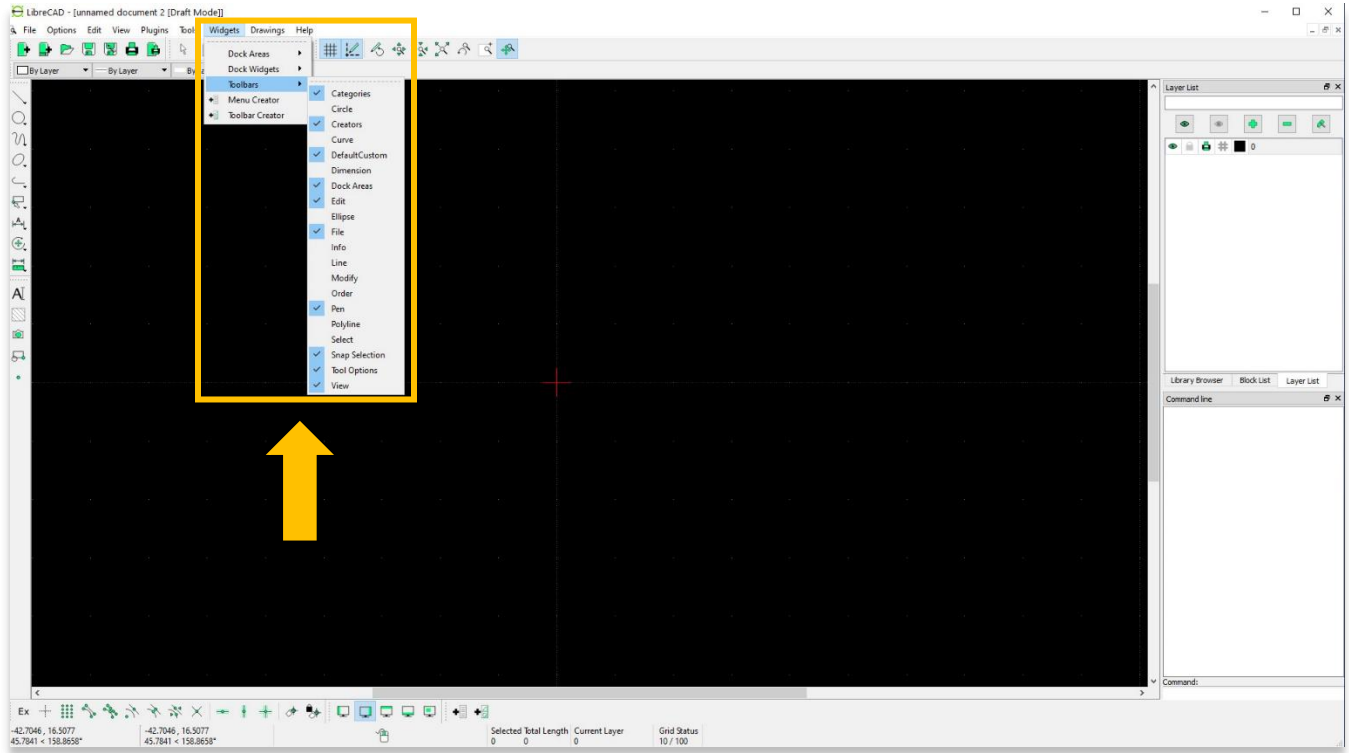 LibreCAD - [unnamed document 2 [Draft Mode]]
File Options Edit View Plugins Tool Widgets Drawings Help
By Layer By Layer
Dock Areas
Dock Widgets
Toolbars
Menu Creator
Toolbar Creator
Categories
Circle
Creators
Curve
DefaultCustom
Dimension
Dock Areas
Edit
Ellipse
File
Info
Line
Modify
Order
Pen
Polyline
Select
Snap Selection
Tool Options
View
Layer List
0
Library Browser Block List Layer List
Command line
Command:
Ex
-42.7046 , 16.5077 -42.7046 , 16.5077 Selected Total Length Current Layer Grid Status
45.7841 < 158.8658° 45.7841 < 158.8658° 0 0 0 10 / 100